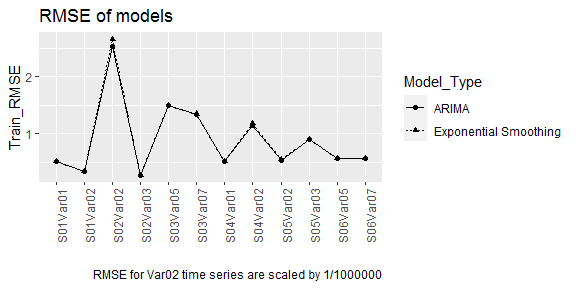 RMSE of models
Train_RMSE
2
1
S01Var01
S01Var02
S02Var02
S02Var03
S03Var05
S03Var07
S04Var01
S04Var02
S05Var02
S05Var03
S06Var05
S06Var07
Model_Type
ARIMA
Exponential Smoothing
RMSE for Var02 time series are scaled by 1/1000000